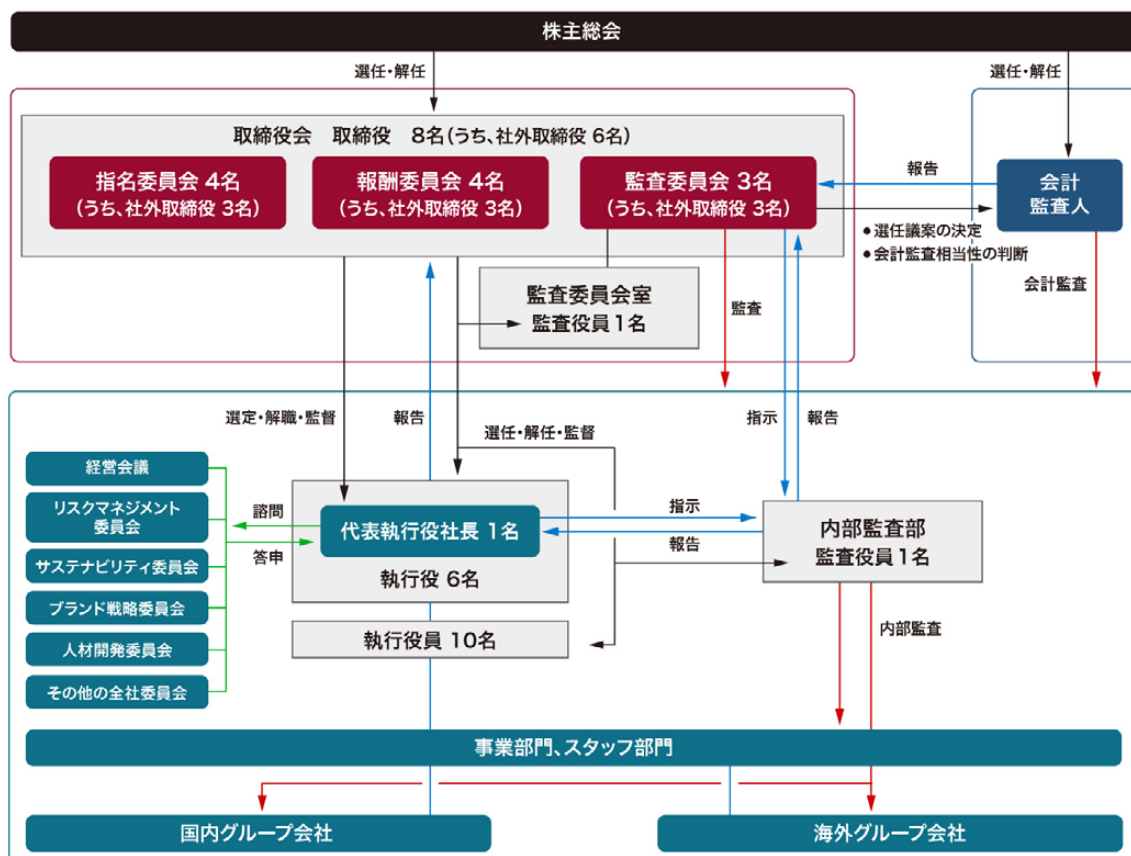 株主総会
選任・解任
選任・解任
取締役会　取締役　8名(うち、社外取締役 6名)
指名委員会 4名
(うち、社外取締役 3名)
報酬委員会 4名
(うち、社外取締役 3名)
監査委員会 3名
(うち、社外取締役 3名)
報告
会計
監査人
●選任議案の決定
●会計監査相当性の判断
監査委員会室
監査役員 1名
監査
会計監査
選定・解職・監督
報告
選任・解任・監督
指示
報告
経営会議
リスクマネジメント
委員会
サステナビリティ委員会
ブランド戦略委員会
人材開発委員会
その他の全社委員会
諮問
答申
代表執行役社長 1名
執行役 6名
執行役員 10名
指示
報告
内部監査部
監査役員 1名
内部監査
事業部門、スタッフ部門
国内グループ会社
海外グループ会社